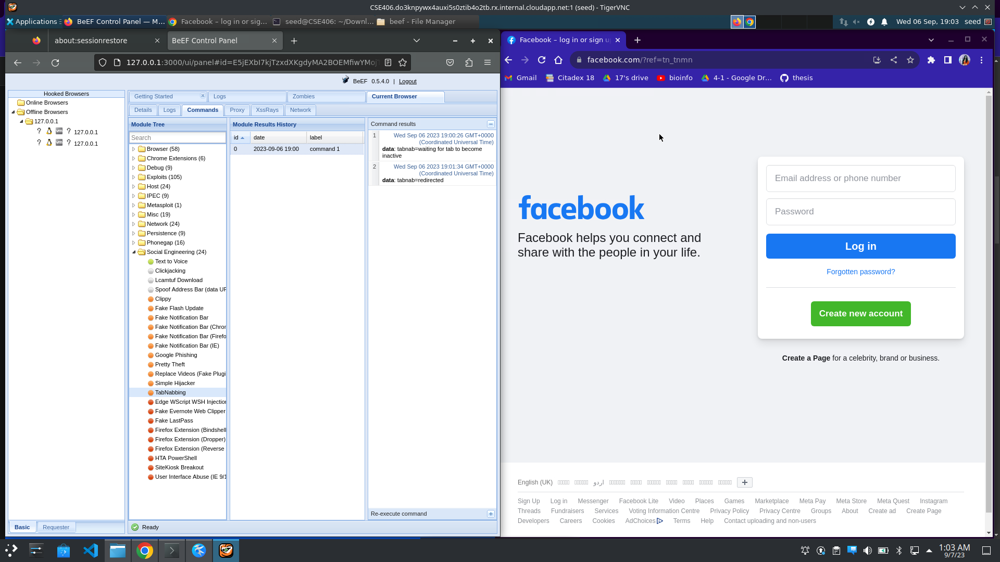 CSE406.do3knpywx4auxi5s0ztib4o2tb.rx.internal.cloudapp.net:1 (seed) - TigerVNC
Applications
BeEF Control Panel — M...
Facebook – log in or sig...
seed@CSE406: ~/Downl...
beef - File Manager
Wed 06 Sep, 19:03 seed
about:sessionrestore
BeEF Control Panel
127.0.0.1:3000/ui/panel#id=E5jEXbI7kjTzxdXKgdyMA2BOEMfiwYMoj
BeEF 0.5.4.0 | Logout
Hooked Browsers
Online Browsers
Offline Browsers
127.0.0.1
? vm ? 127.0.0.1
? vm ? 127.0.0.1
Basic
Requester
Getting Started
Logs
Zombies
Current Browser
Details
Logs
Commands
Proxy
XssRays
Network
Module Tree
Search
Browser (58)
Chrome Extensions (6)
Debug (9)
Exploits (105)
Host (24)
IPEC (9)
Metasploit (1)
Misc (19)
Network (24)
Persistence (9)
Phonegap (16)
Social Engineering (24)
Text to Voice
Clickjacking
Lcamtuf Download
Spoof Address Bar (data UR
Clippy
Fake Flash Update
Fake Notification Bar
Fake Notification Bar (Chror
Fake Notification Bar (Firefo
Fake Notification Bar (IE)
Google Phishing
Pretty Theft
Replace Videos (Fake Plugi
Simple Hijacker
TabNabbing
Edge WScript WSH Injection
Fake Evernote Web Clipper
Fake LastPass
Firefox Extension (Bindshell
Firefox Extension (Dropper)
Firefox Extension (Reverse
HTA PowerShell
SiteKiosk Breakout
User Interface Abuse (IE 9/1
Module Results History
id date label
0 2023-09-06 19:00 command 1
Command results
1 Wed Sep 06 2023 19:00:26 GMT+0000
(Coordinated Universal Time)
data: tabnab=waiting for tab to become
inactive
2 Wed Sep 06 2023 19:01:34 GMT+0000
(Coordinated Universal Time)
data: tabnab=redirected
Re-execute command
Ready
Facebook – log in or sign u
facebook.com/?ref=tn_tnmn
Gmail
Citadex 18
17's drive
bioinfo
4-1 - Google Dr...
thesis
facebook
Facebook helps you connect and
share with the people in your life.
Email address or phone number
Password
Log in
Forgotten password?
Create new account
Create a Page for a celebrity, brand or business.
English (UK) اردو +
Sign Up Log in Messenger Facebook Lite Video Places Games Marketplace Meta Pay Meta Store Meta Quest Instagram
Threads Fundraisers Services Voting Information Centre Privacy Policy Privacy Centre Groups About Create ad Create Page
Developers Careers Cookies AdChoices Terms Help Contact uploading and non-users
1:03 AM
9/7/23